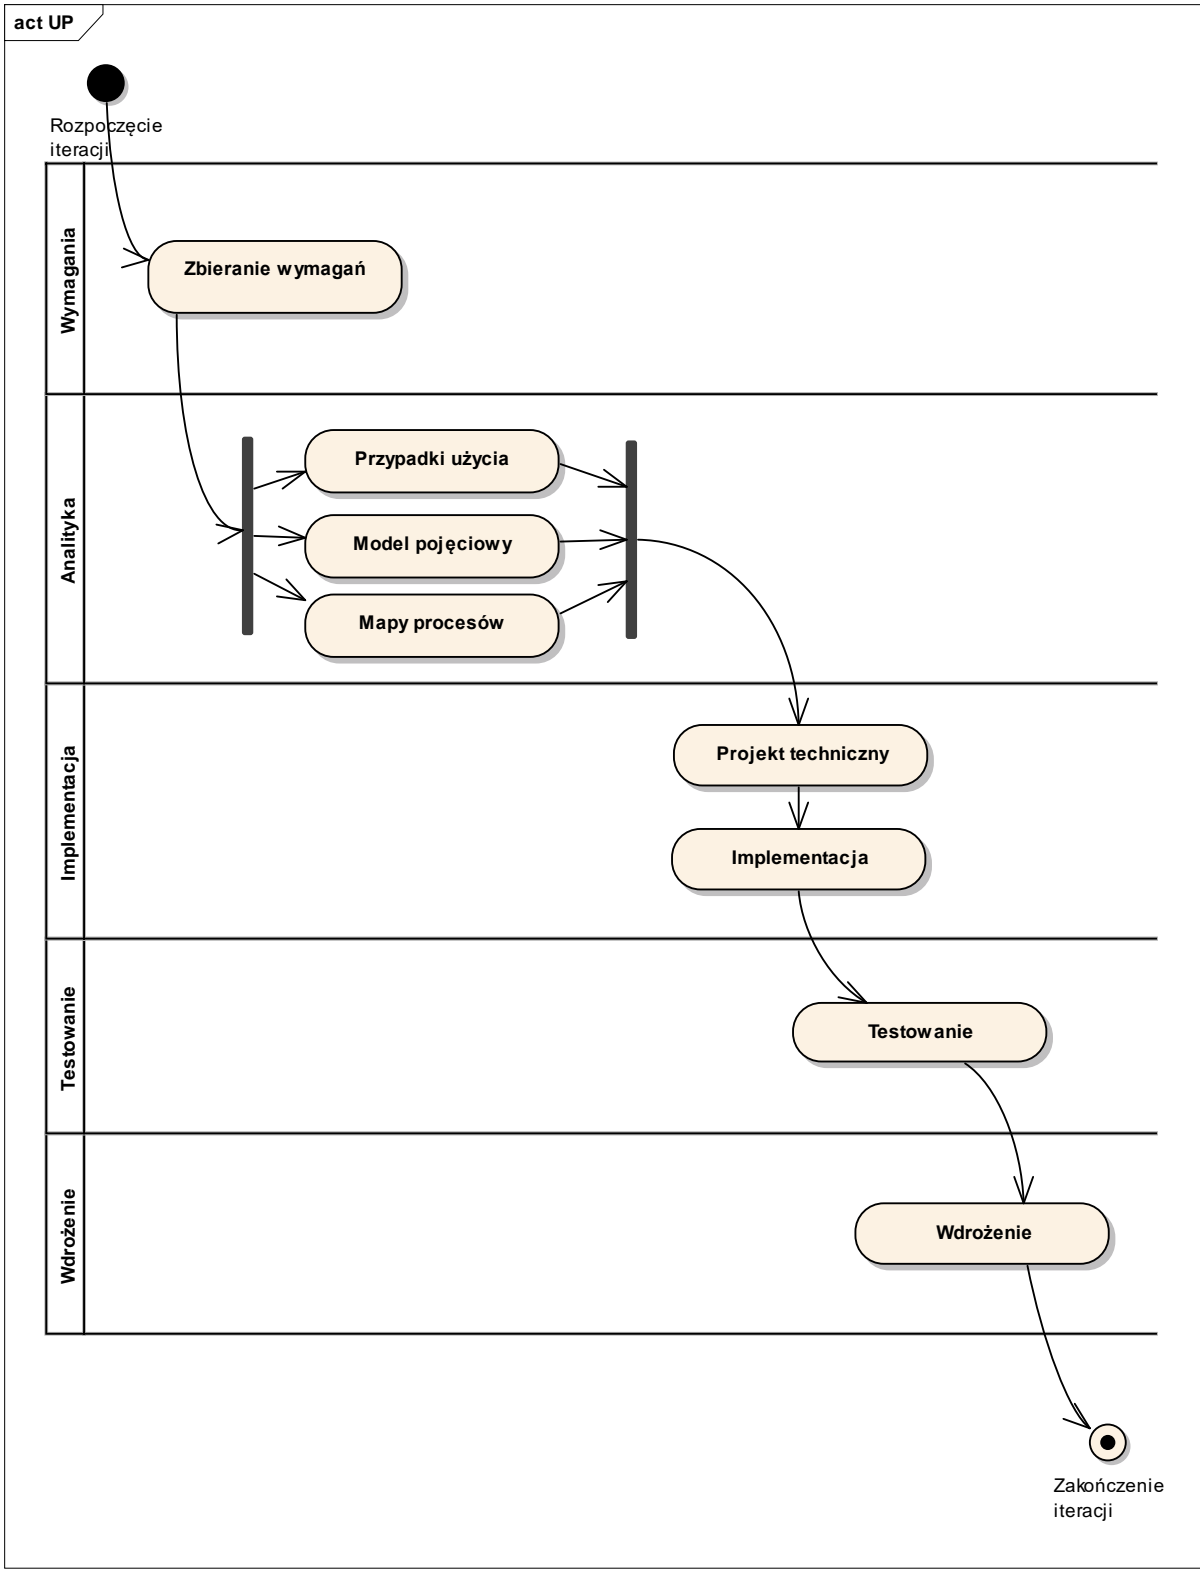 act UP
Rozpoczęcie
iteracji
Wymagania
Zbieranie wymagań
Analityka
Przypadki użycia
Model pojęciowy
Mapy procesów
Implementacja
Projekt techniczny
Implementacja
Testowanie
Testowanie
Wdrożenie
Wdrożenie
Zakończenie
iteracji